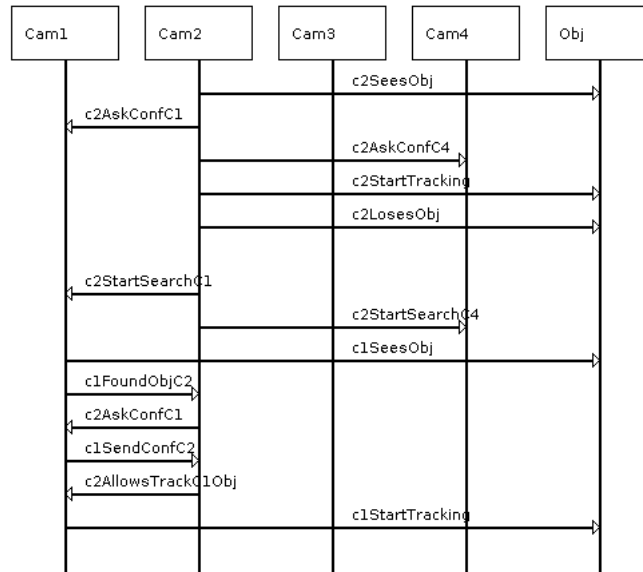 Cam1 Cam2 Cam3 Cam4 Obj
c2SeesObj
c2AskConfC1
c2AskConfC4
c2StartTracking
c2LosesObj
c2StartSearchC1
c2StartSearchC4
c1SeesObj
c1FoundObjC2
c2AskConfC1
c1SendConfC2
c2AllowsTrackC1Obj
c1StartTracking